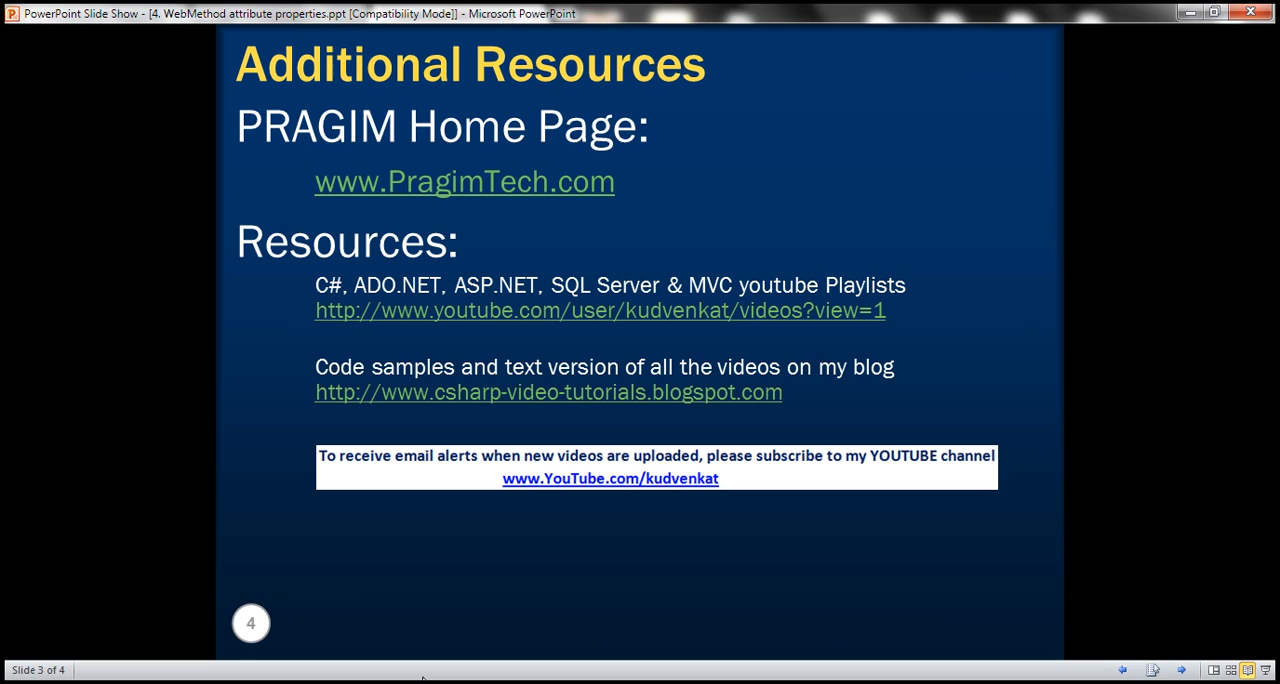 PowerPoint Slide Show - [4. WebMethod attribute properties.ppt [Compatibility Mode]] - Microsoft PowerPoint
Additional Resources
PRAGIM Home Page:
www.PragimTech.com
Resources:
C#, ADO.NET, ASP.NET, SQL Server & MVC youtube Playlists
http://www.youtube.com/user/kudvenkat/videos?view=1
Code samples and text version of all the videos on my blog
http://www.csharp-video-tutorials.blogspot.com
To receive email alerts when new videos are uploaded, please subscribe to my YOUTUBE channel
www.YouTube.com/kudvenkat
4
Slide 3 of 4